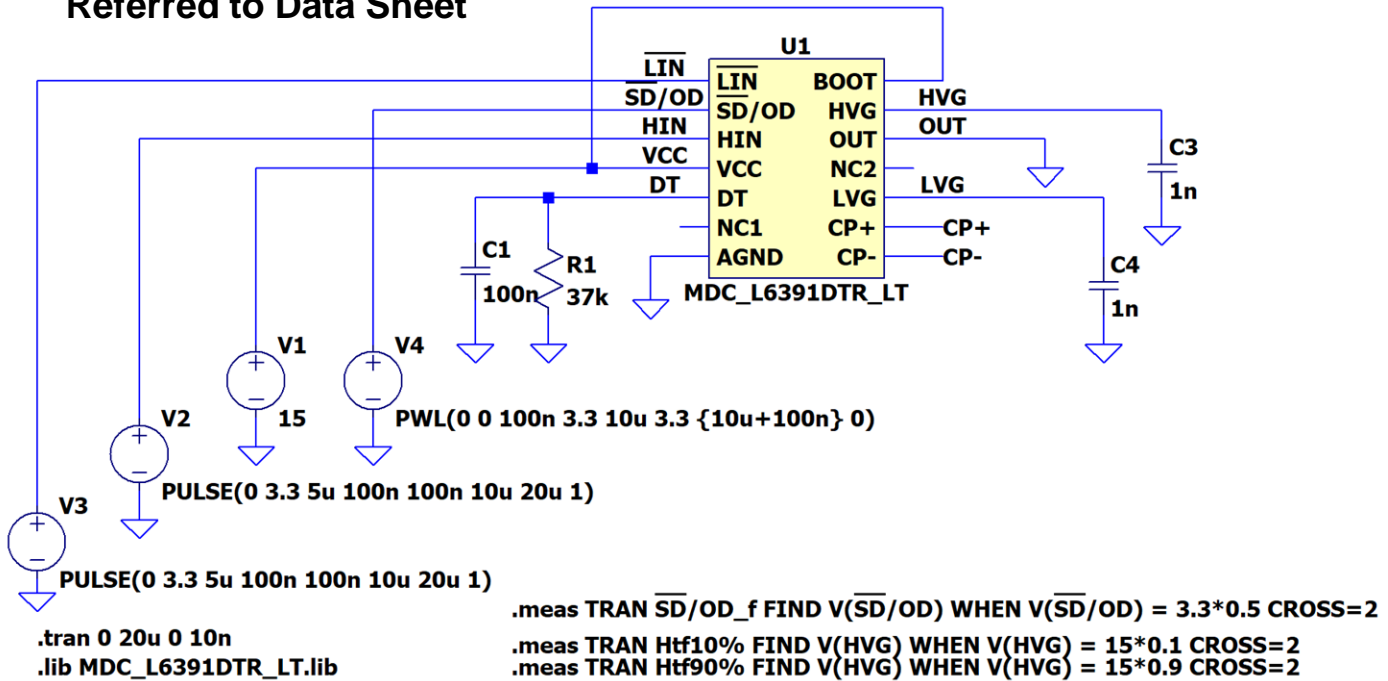 Referred to Data Sheet
U1
LIN
SD/OD
HIN
VCC
DT
LIN BOOT
SD/OD HVG
HIN OUT
VCC NC2
DT LVG
NC1 CP+
AGND CP-
MDC_L6391DTR_LT
HVG
OUT
LVG
CP+
CP-
C3
1n
C4
1n
C1
100n
R1
37k
V1
15
V4
PWL(0 0 100n 3.3 10u 3.3 {10u+100n} 0)
V2
PULSE(0 3.3 5u 100n 100n 10u 20u 1)
V3
PULSE(0 3.3 5u 100n 100n 10u 20u 1)
.tran 0 20u 0 10n
.lib MDC_L6391DTR_LT.lib
.meas TRAN SD/OD_f FIND V(SD/OD) WHEN V(SD/OD) = 3.3*0.5 CROSS=2
.meas TRAN Htf10% FIND V(HVG) WHEN V(HVG) = 15*0.1 CROSS=2
.meas TRAN Htf90% FIND V(HVG) WHEN V(HVG) = 15*0.9 CROSS=2